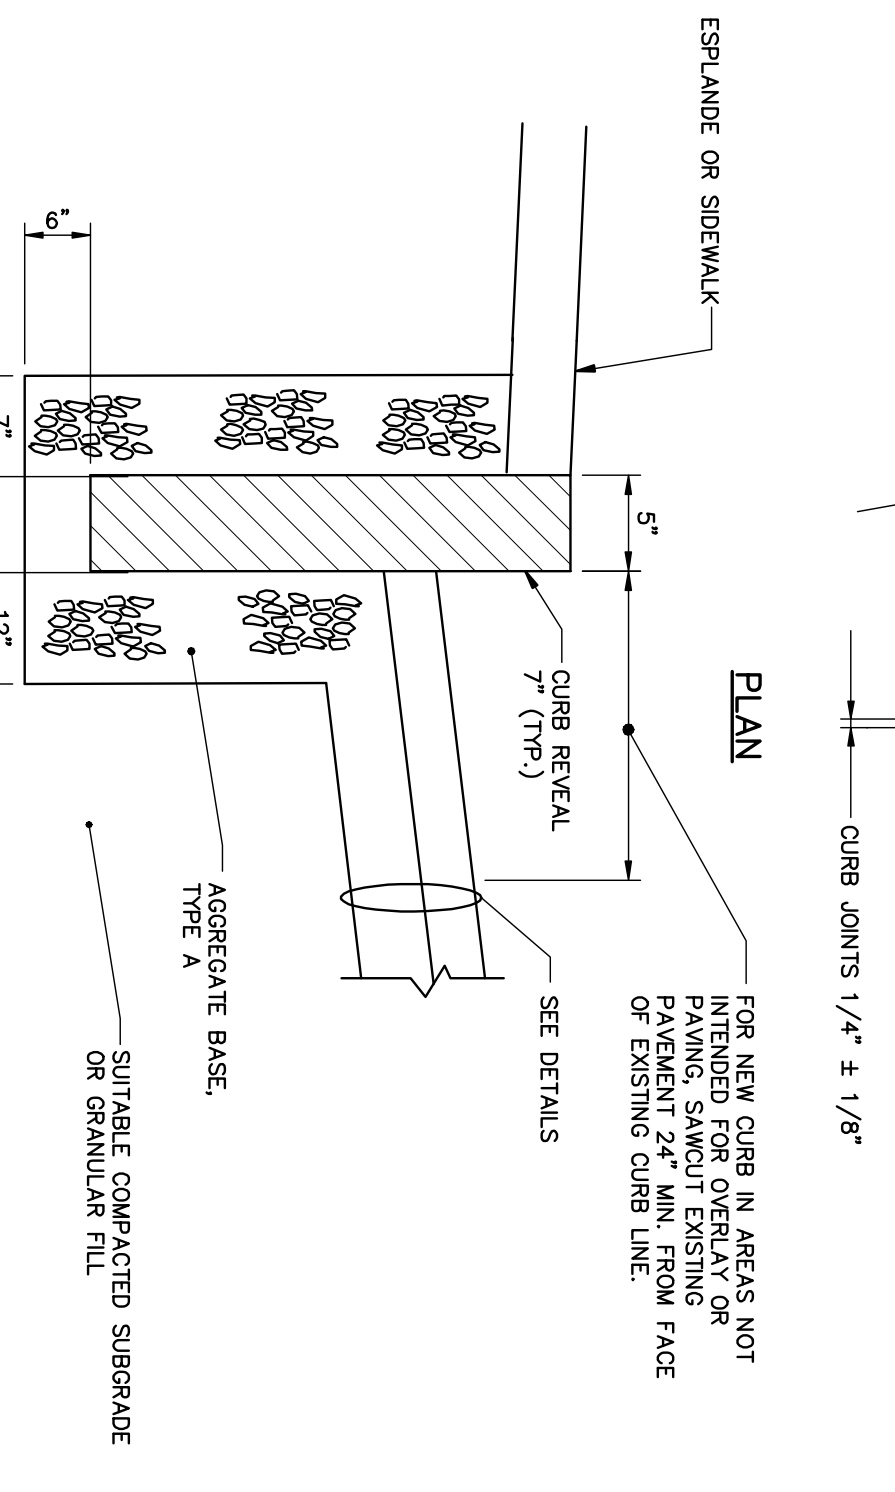 CURB JOINTS 1/4" ± 1/8"
PLAN
ESPLANDE OR SIDEWALK
5"
FOR NEW CURB IN AREAS NOT
INTENDED FOR OVERLAY OR
PAVING, SAWCUT EXISTING
PAVEMENT 24" MIN. FROM FACE
OF EXISTING CURB LINE.
CURB REVEAL
7" (TYP.)
SEE DETAILS
AGGREGATE BASE,
TYPE A
6"
SUITABLE COMPACTED SUBGRADE
OR GRANULAR FILL
7"
12"